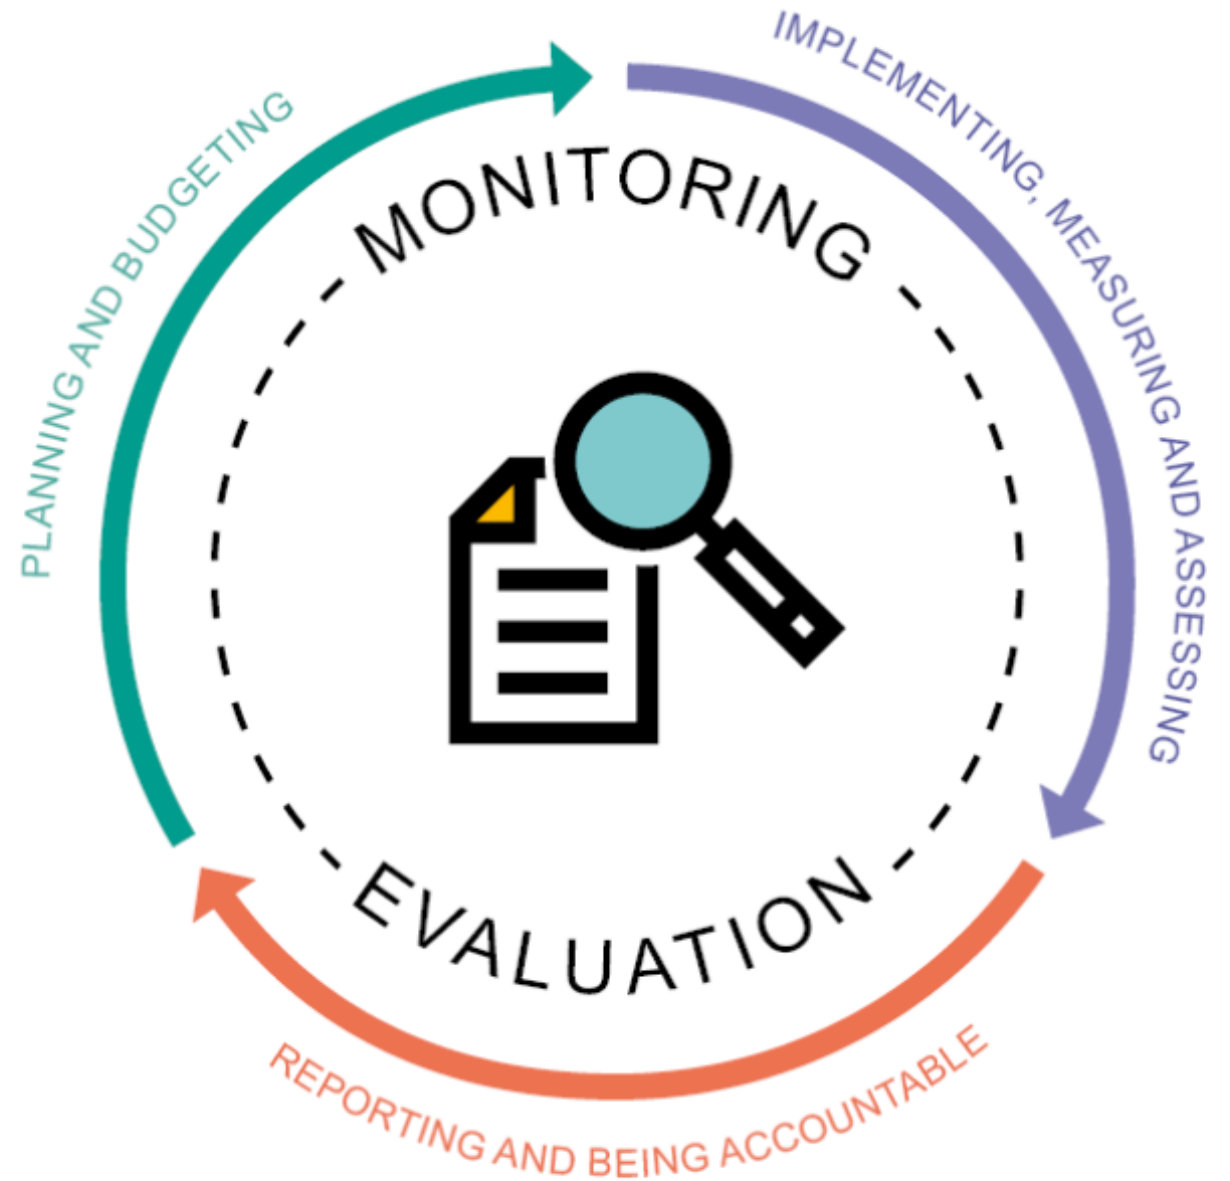 PLANNING AND BUDGETING
IMPLEMENTING, MEASURING AND ASSESSING
MONITORING
EVALUATION
REPORTING AND BEING ACCOUNTABLE